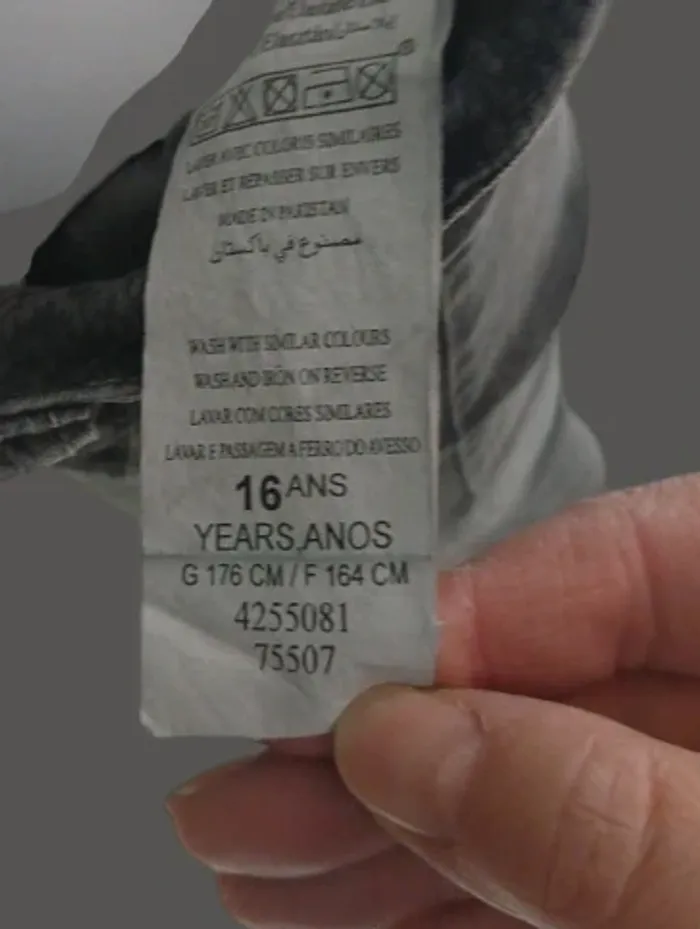 LAVER AVEC COLORIS SIMILAIRES
LAVER ET REPASSER SUR ENVERS
MADE IN PAKISTAN
مصنوع في باكستان
WASH WITH SIMILAR COLOURS
WASH AND IRON ON REVERSE
LAVAR COM CORES SIMILARES
LAVAR E PASSAGEM A FERRO DO AVESSO
16 ANS
YEARS,ANOS
G 176 CM / F 164 CM
4255081
75507